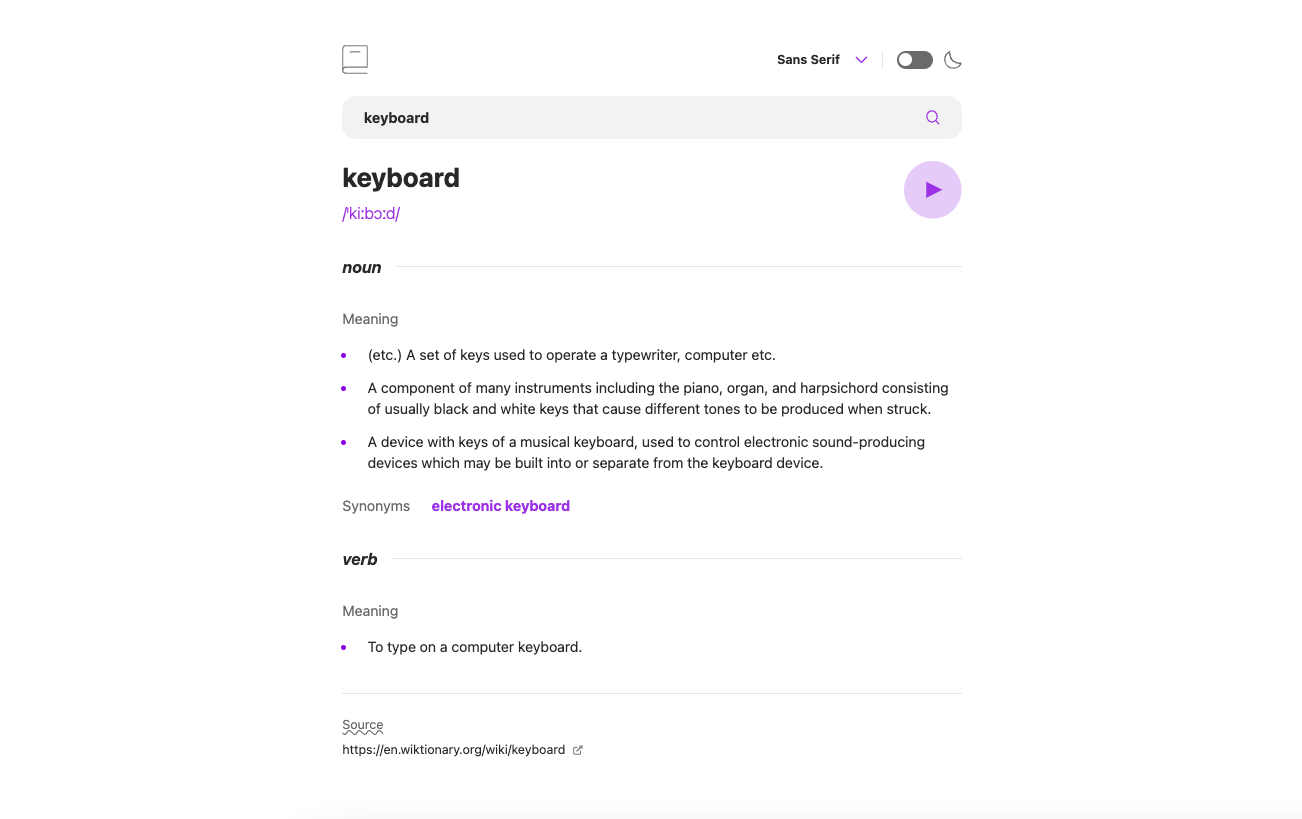 Sans Serif
keyboard
keyboard
/ˈkiːbɔːd/
noun
Meaning
(etc.) A set of keys used to operate a typewriter, computer etc.
A component of many instruments including the piano, organ, and harpsichord consisting
of usually black and white keys that cause different tones to be produced when struck.
A device with keys of a musical keyboard, used to control electronic sound-producing
devices which may be built into or separate from the keyboard device.
Synonyms electronic keyboard
verb
Meaning
To type on a computer keyboard.
Source
https://en.wiktionary.org/wiki/keyboard